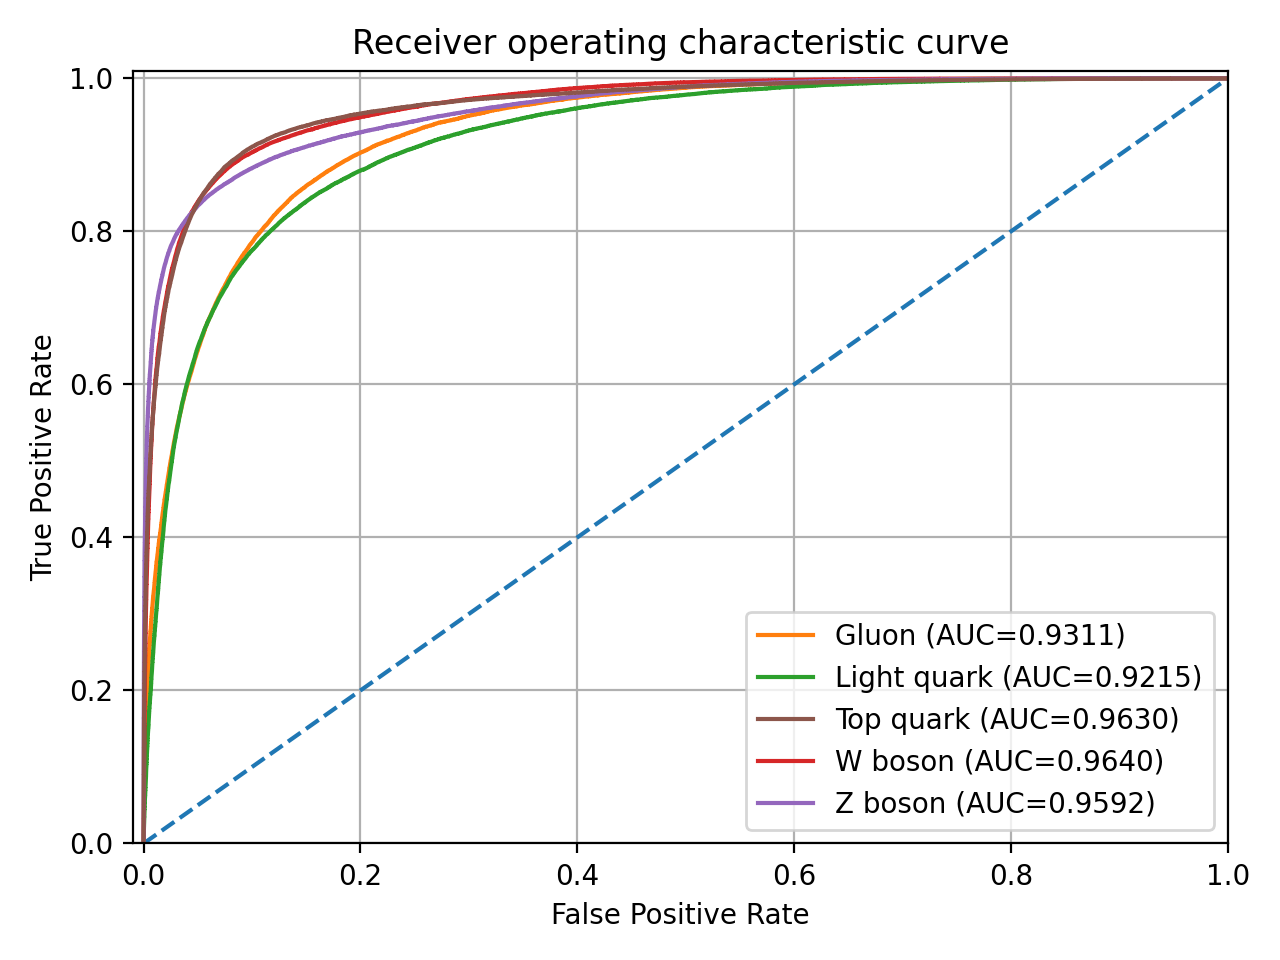 Receiver operating characteristic curve
1.0
0.8
0.6
0.4
0.2
0.0
True Positive Rate
Gluon (AUC=0.9311)
Light quark (AUC=0.9215)
Top quark (AUC=0.9630)
W boson (AUC=0.9640)
Z boson (AUC=0.9592)
0.0 0.2 0.4 0.6 0.8 1.0
False Positive Rate